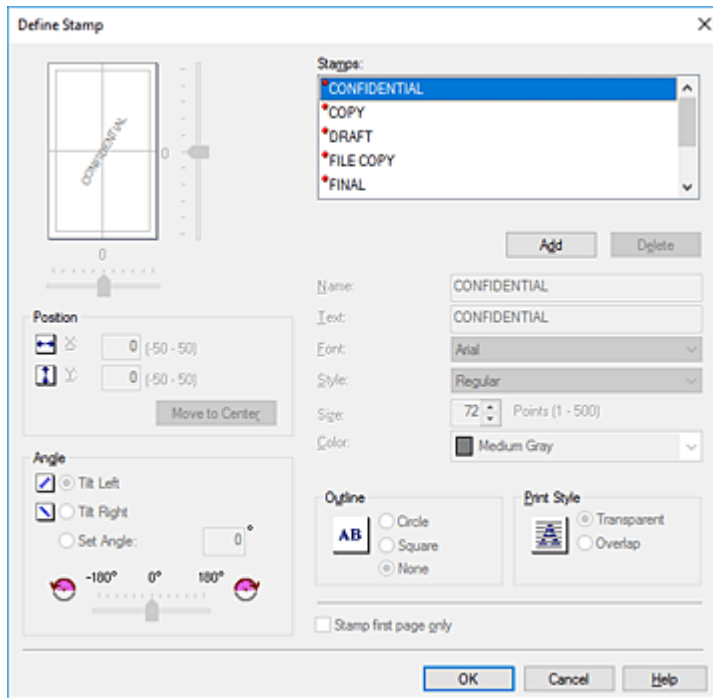 Define Stamp
CONFIDENTIAL
0
0
Position
X: 0 (-50 - 50)
Y: 0 (-50 - 50)
Move to Center
Angle
Tilt Left
Tilt Right
Set Angle: 0 °
-180° 0° 180°
Stamps:
CONFIDENTIAL
COPY
DRAFT
FILE COPY
FINAL
Add Delete
Name: CONFIDENTIAL
Text: CONFIDENTIAL
Font: Arial
Style: Regular
Size: 72 Points (1 - 500)
Color: Medium Gray
Outline
AB
Circle
Square
None
Print Style
Transparent
Overlap
Stamp first page only
OK Cancel Help